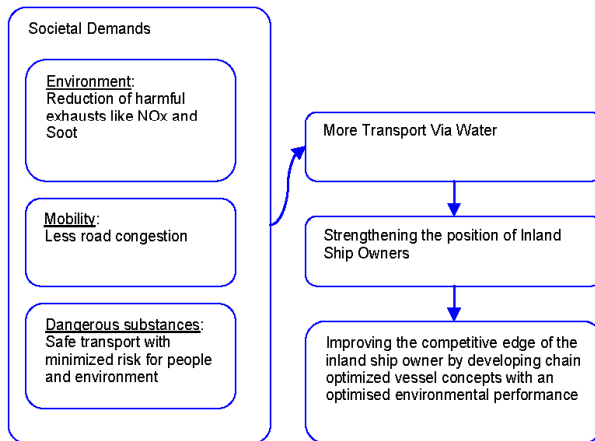 Societal Demands
Environment:
Reduction of harmful
exhausts like NOx and
Soot
Mobility:
Less road congestion
Dangerous substances:
Safe transport with
minimized risk for people
and environment
More Transport Via Water
Strengthening the position of Inland
Ship Owners
Improving the competitive edge of the
inland ship owner by developing chain
optimized vessel concepts with an
optimised environmental performance